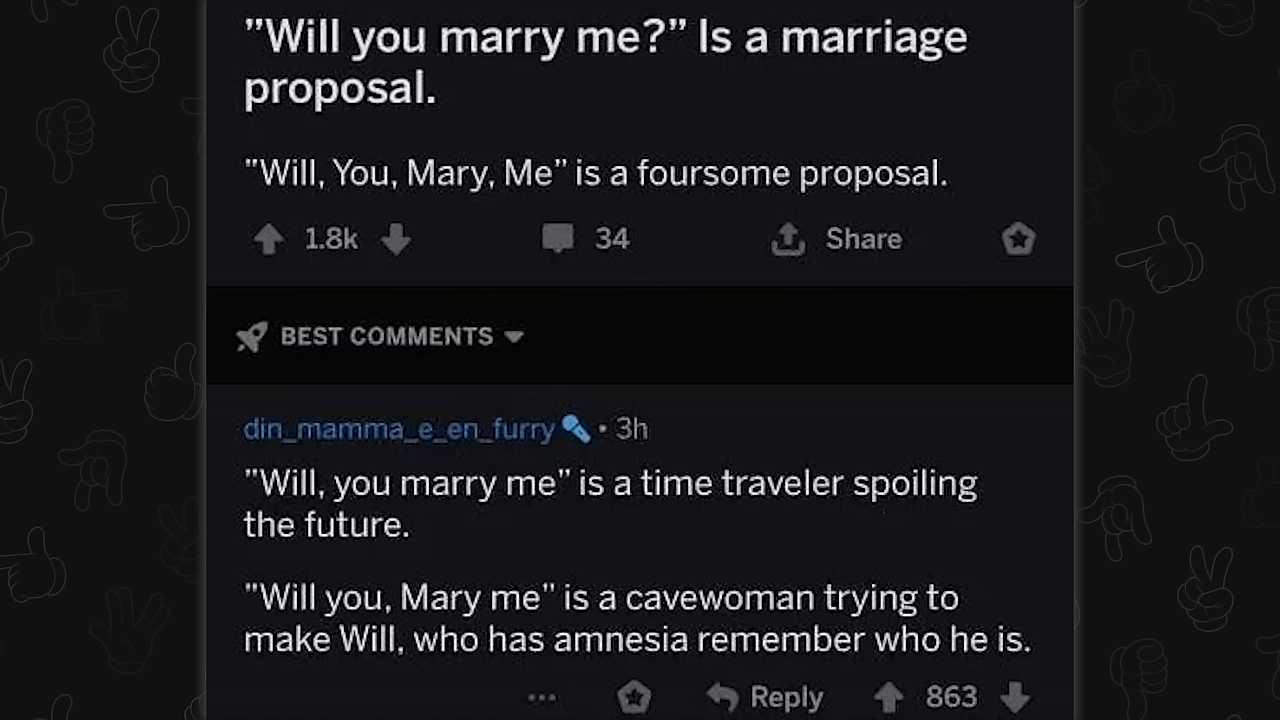 ”Will you marry me?” Is a marriage
proposal.
”Will, You, Mary, Me” is a foursome proposal.
1.8k 34 Share
BEST COMMENTS
din_mamma_e_en_furry • 3h
”Will, you marry me” is a time traveler spoiling
the future.
”Will you, Mary me” is a cavewoman trying to
make Will, who has amnesia remember who he is.
Reply 863